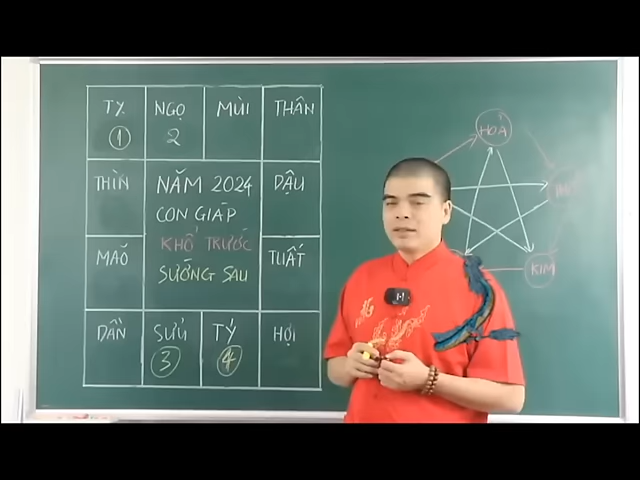 TỴ NGỌ MÙI THÂN
1 2
THÌN DẬU
NĂM 2024
CON GIÁP
KHỔ TRƯỚC
SƯỚNG SAU
MÃO TUẤT
DẦN SỬU TÝ HỢI
3 4
HOẢ
KIM